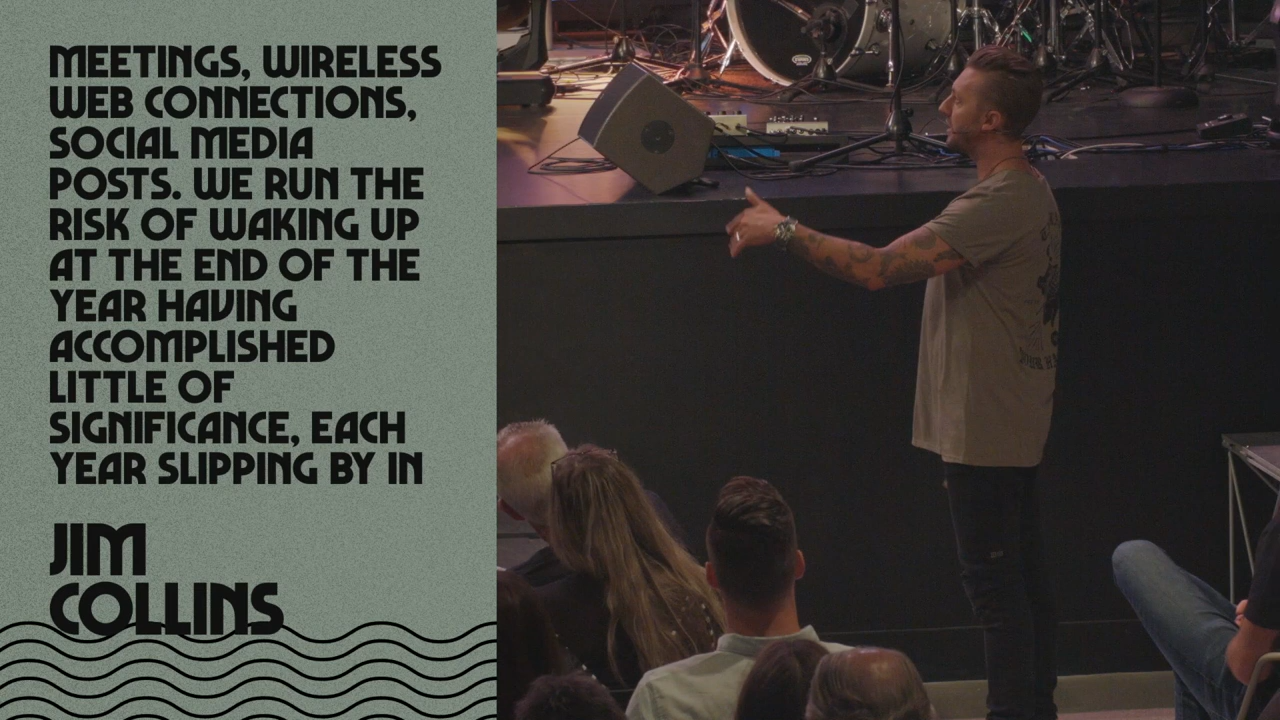 MEETINGS, WIRELESS
WEB CONNECTIONS,
SOCIAL MEDIA
POSTS. WE RUN THE
RISK OF WAKING UP
AT THE END OF THE
YEAR HAVING
ACCOMPLISHED
LITTLE OF
SIGNIFICANCE, EACH
YEAR SLIPPING BY IN
JIM
COLLINS